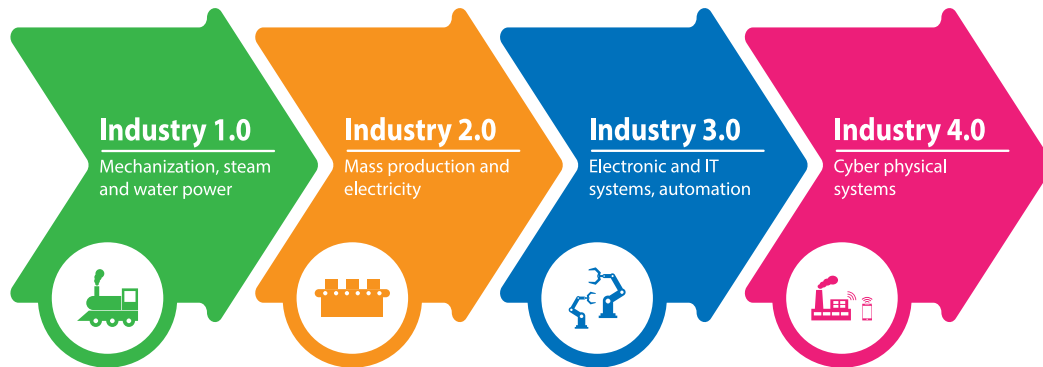 Industry 1.0
Mechanization, steam
and water power
Industry 2.0
Mass production and
electricity
Industry 3.0
Electronic and IT
systems, automation
Industry 4.0
Cyber physical
systems